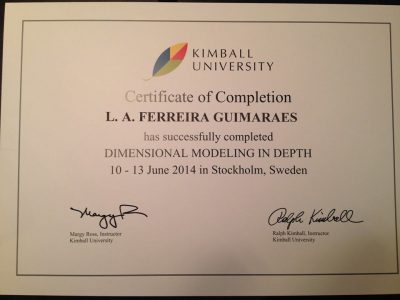 KIMBALL
UNIVERSITY
Certificate of Completion
L. A. FERREIRA GUIMARAES
has successfully completed
DIMENSIONAL MODELING IN DEPTH
10 - 13 June 2014 in Stockholm, Sweden
Margy R
Ralph Kimball
Margy Ross, Instructor
Kimball University
Ralph Kimball, Instructor
Kimball University